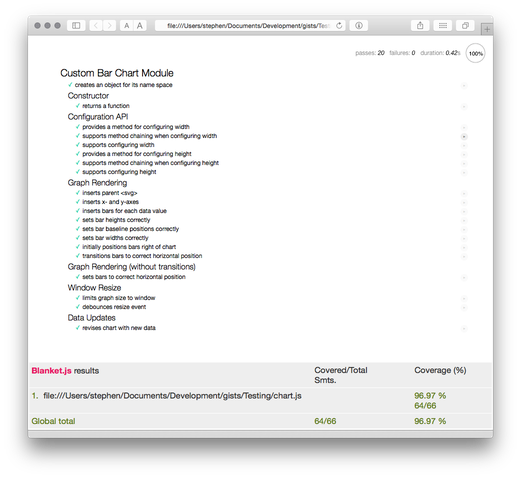 A A file:///Users/stephen/Documents/Development/gists/Tes
passes: 20 failures: 0 duration: 0.42s 100%
Custom Bar Chart Module
✓ creates an object for its name space
Constructor
✓ returns a function
Configuration API
✓ provides a method for configuring width
✓ supports method chaining when configuring width
✓ supports configuring width
✓ provides a method for configuring height
✓ supports method chaining when configuring height
✓ supports configuring height
Graph Rendering
✓ inserts parent <svg>
✓ inserts x- and y-axes
✓ inserts bars for each data value
✓ sets bar heights correctly
✓ sets bar baseline positions correctly
✓ sets bar widths correctly
✓ initially positions bars right of chart
✓ transitions bars to correct horizontal position
Graph Rendering (without transitions)
✓ sets bars to correct horizontal position
Window Resize
✓ limits graph size to window
✓ debounces resize event
Data Updates
✓ revises chart with new data
Blanket.js results Covered/Total Coverage (%)
Smts.
1. file:///Users/stephen/Documents/Development/gists/Testing/chart.js 96.97 %
64/66
Global total 64/66 96.97 %